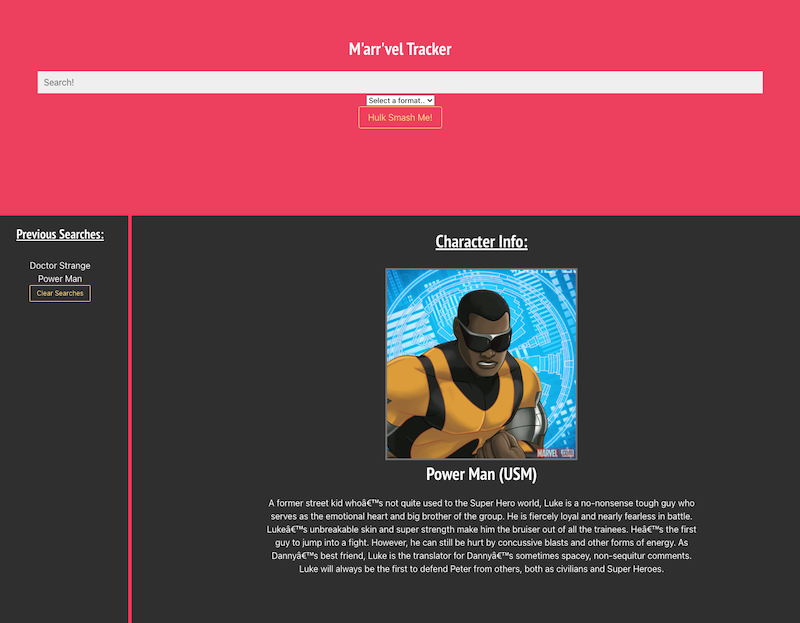 M'arr'vel Tracker
Search!
Select a format..
Hulk Smash Me!
Previous Searches:
Doctor Strange
Power Man
Clear Searches
Character Info:
MARVEL
Power Man (USM)
A former street kid whoâ€™s not quite used to the Super Hero world, Luke is a no-nonsense tough guy who
serves as the emotional heart and big brother of the group. He is fiercely loyal and nearly fearless in battle.
Lukeâ€™s unbreakable skin and super strength make him the bruiser out of all the trainees. Heâ€™s the first
guy to jump into a fight. However, he can still be hurt by concussive blasts and other forms of energy. As
Dannyâ€™s best friend, Luke is the translator for Dannyâ€™s sometimes spacey, non-sequitur comments.
Luke will always be the first to defend Peter from others, both as civilians and Super Heroes.